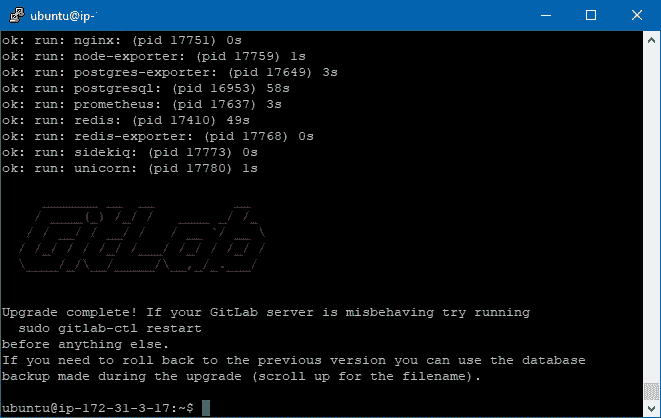 ubuntu@ip-
ok: run: nginx: (pid 17751) 0s
ok: run: node-exporter: (pid 17759) 1s
ok: run: postgres-exporter: (pid 17649) 3s
ok: run: postgresql: (pid 16953) 58s
ok: run: prometheus: (pid 17637) 3s
ok: run: redis: (pid 17410) 49s
ok: run: redis-exporter: (pid 17768) 0s
ok: run: sidekiq: (pid 17773) 0s
ok: run: unicorn: (pid 17780) 1s
GitLab
Upgrade complete! If your GitLab server is misbehaving try running
sudo gitlab-ctl restart
before anything else.
If you need to roll back to the previous version you can use the database
backup made during the upgrade (scroll up for the filename).
ubuntu@ip-172-31-3-17:~$